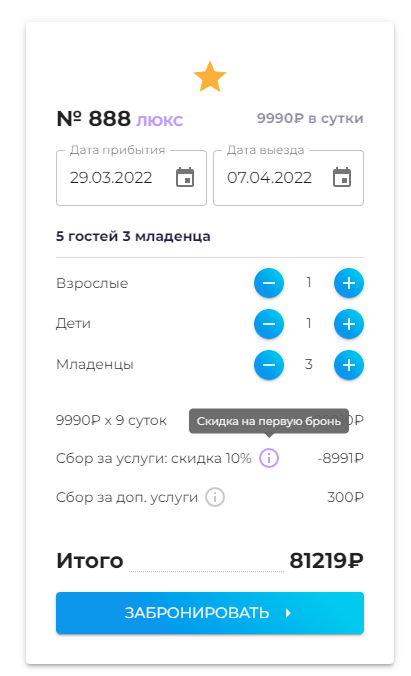 № 888 ЛЮКС 9990₽ в сутки
Дата прибытия Дата выезда
29.03.2022 07.04.2022
5 гостей 3 младенца
Взрослые 1
Дети 1
Младенцы 3
9990₽ х 9 суток Скидка на первую бронь 0₽
Сбор за услуги: скидка 10% -8991₽
Сбор за доп. услуги 300₽
Итого 81219₽
ЗАБРОНИРОВАТЬ